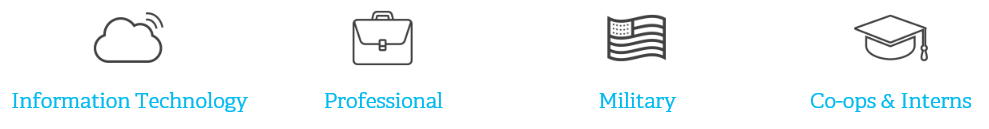 Information Technology
Professional
Military
Co-ops & Interns